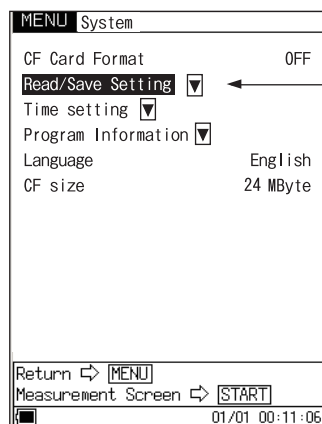 MENU System
CF Card Format OFF
Read/Save Setting ▼
Time setting ▼
Program Information ▼
Language English
CF size 24 MByte
Return ⇨ MENU
Measurement Screen ⇨ START
01/01 00:11:06